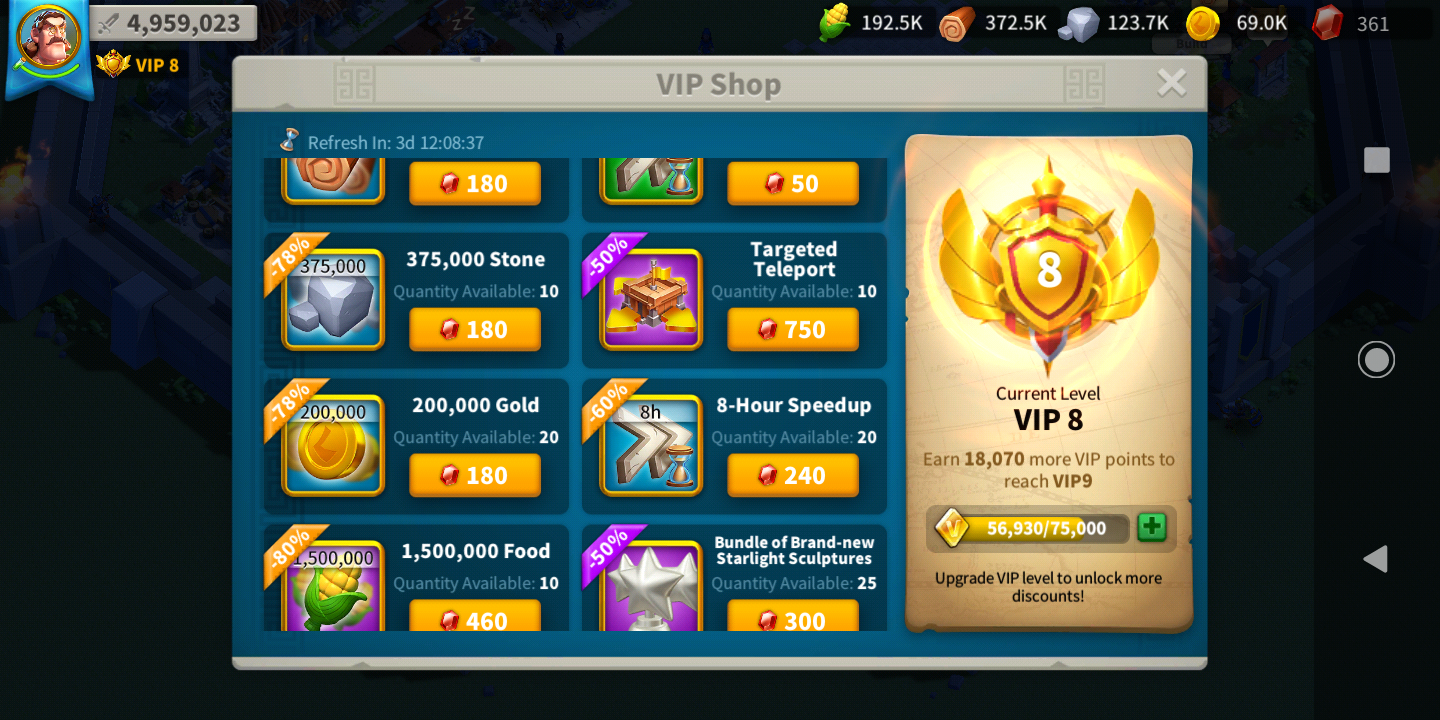 4,959,023
VIP 8
192.5K
372.5K
123.7K
69.0K
361
VIP Shop
Refresh In: 3d 12:08:37
180
50
-78%
375,000
375,000 Stone
Quantity Available: 10
180
-50%
Targeted
Teleport
Quantity Available: 10
750
-78%
200,000
200,000 Gold
Quantity Available: 20
180
-60%
8h
8-Hour Speedup
Quantity Available: 20
240
-80%
1,500,000
1,500,000 Food
Quantity Available: 10
460
-50%
Bundle of Brand-new
Starlight Sculptures
Quantity Available: 25
300
8
Current Level
VIP 8
Earn 18,070 more VIP points to
reach VIP9
56,930/75,000
Upgrade VIP level to unlock more
discounts!